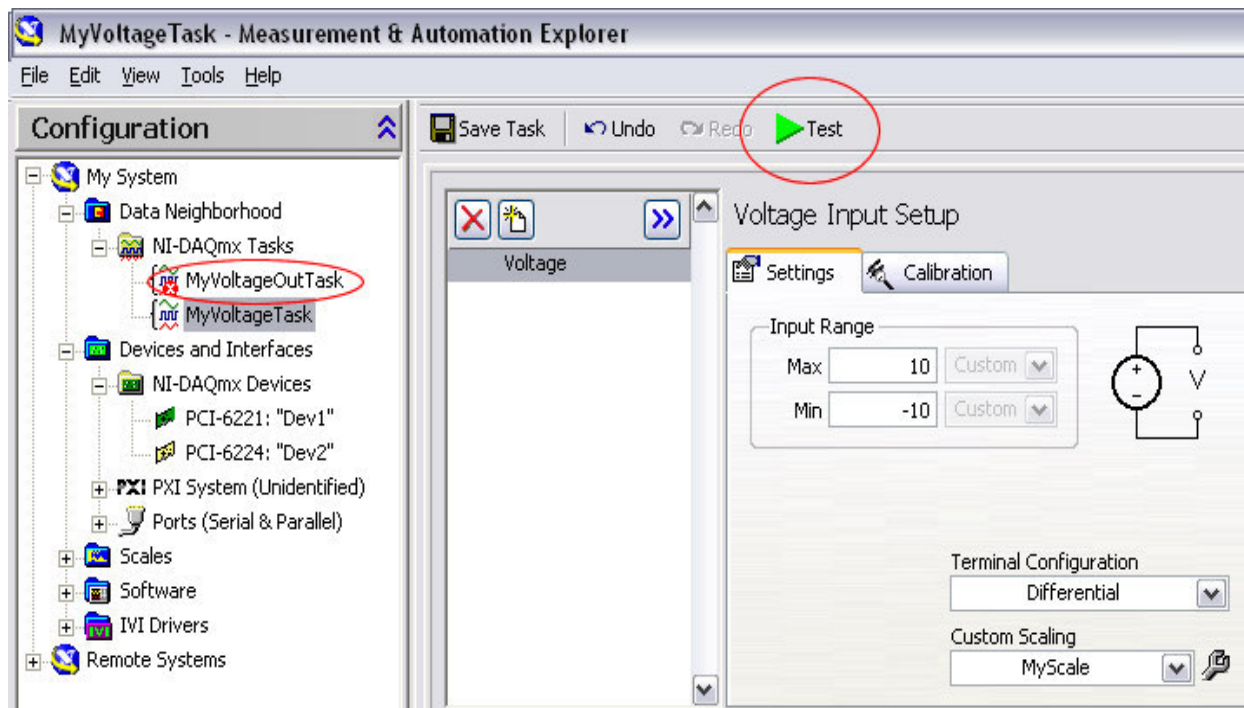 MyVoltageTask - Measurement & Automation Explorer
File Edit View Tools Help
Configuration
Save Task Undo Redo Test
My System
Data Neighborhood
NI-DAQmx Tasks
MyVoltageOutTask
MyVoltageTask
Devices and Interfaces
NI-DAQmx Devices
PCI-6221: "Dev1"
PCI-6224: "Dev2"
PXI PXI System (Unidentified)
Ports (Serial & Parallel)
Scales
Software
IVI IVI Drivers
Remote Systems
Voltage
Voltage Input Setup
Settings Calibration
Input Range
Max 10 Custom
Min -10 Custom
V
Terminal Configuration
Differential
Custom Scaling
MyScale